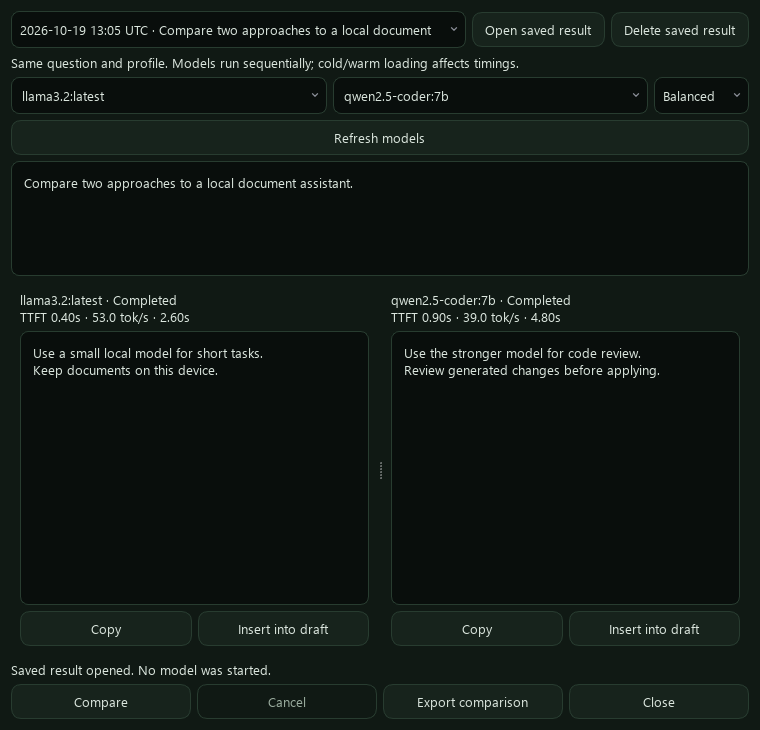 2026-10-19 13:05 UTC · Compare two approaches to a local document
Open saved result
Delete saved result
Same question and profile. Models run sequentially; cold/warm loading affects timings.
llama3.2:latest
qwen2.5-coder:7b
Balanced
Refresh models
Compare two approaches to a local document assistant.
llama3.2:latest · Completed
TTFT 0.40s · 53.0 tok/s · 2.60s
Use a small local model for short tasks.
Keep documents on this device.
Copy
Insert into draft
qwen2.5-coder:7b · Completed
TTFT 0.90s · 39.0 tok/s · 4.80s
Use the stronger model for code review.
Review generated changes before applying.
Copy
Insert into draft
Saved result opened. No model was started.
Compare
Cancel
Export comparison
Close